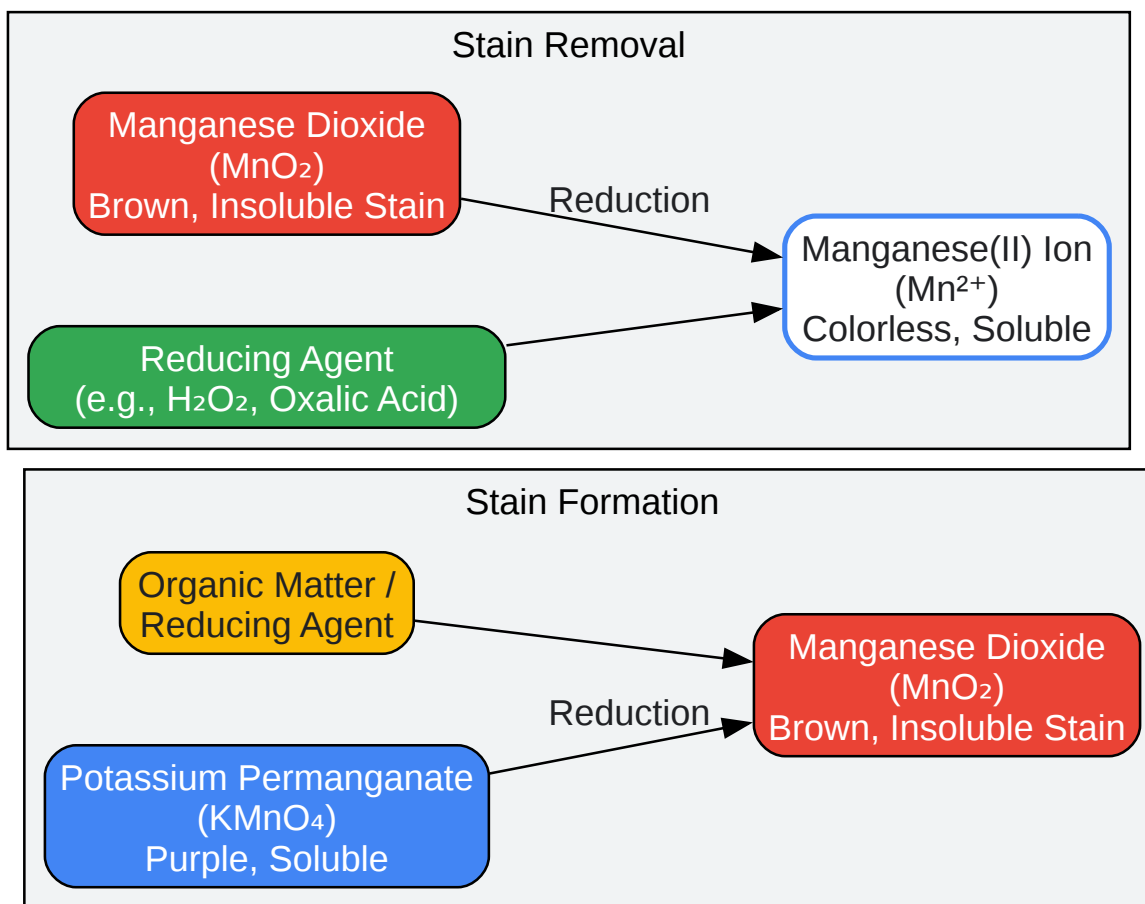 Stain Removal
Manganese Dioxide
(MnO₂)
Brown, Insoluble Stain
Reduction
Manganese(II) Ion
(Mn²⁺)
Colorless, Soluble
Reducing Agent
(e.g., H₂O₂, Oxalic Acid)
Stain Formation
Organic Matter /
Reducing Agent
Manganese Dioxide
(MnO₂)
Brown, Insoluble Stain
Reduction
Potassium Permanganate
(KMnO₄)
Purple, Soluble